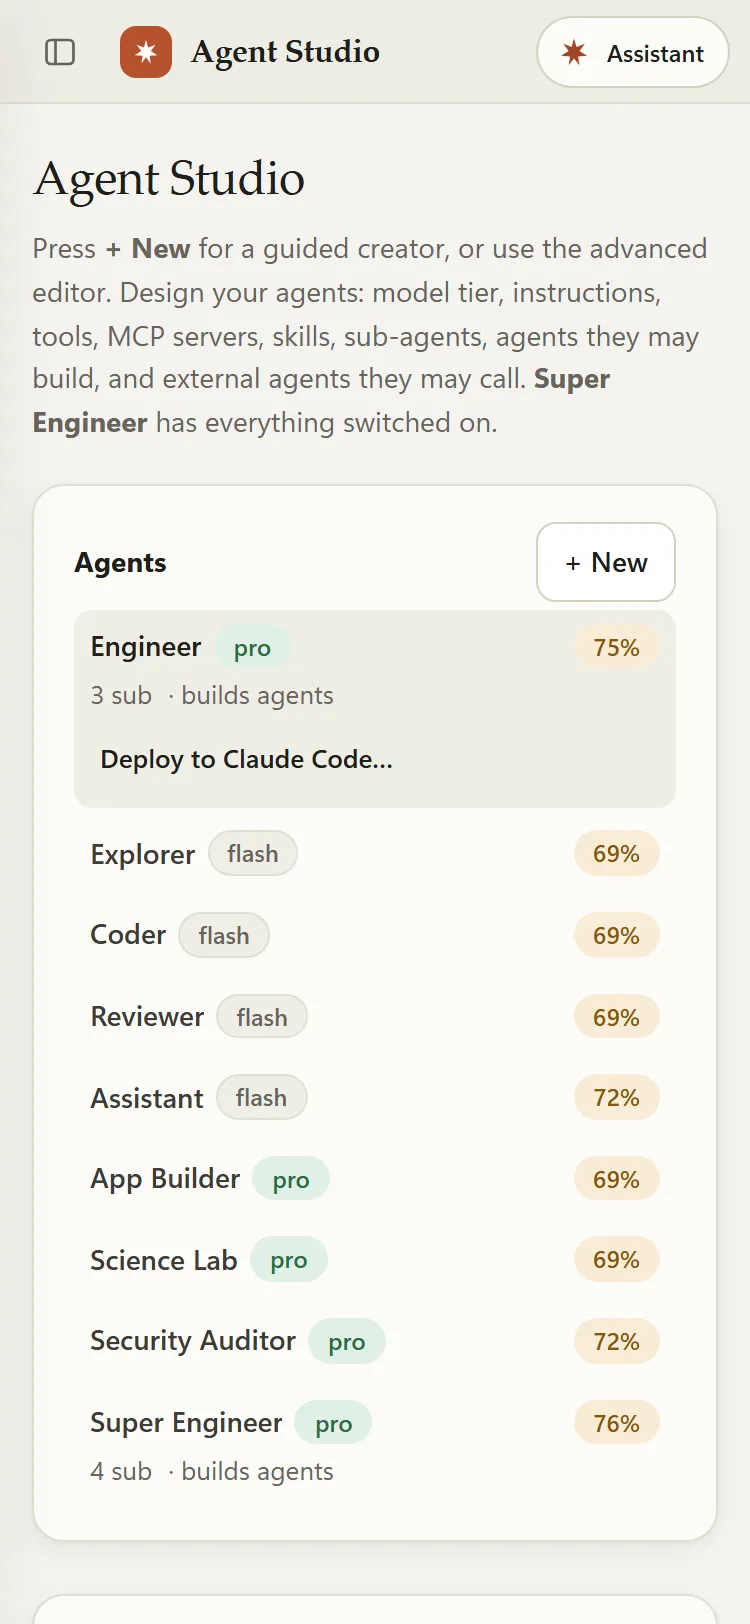 Agent Studio
Assistant
Agent Studio
Press + New for a guided creator, or use the advanced
editor. Design your agents: model tier, instructions,
tools, MCP servers, skills, sub-agents, agents they may
build, and external agents they may call. Super
Engineer has everything switched on.
Agents
+ New
Engineer pro 75%
3 sub · builds agents
Deploy to Claude Code...
Explorer flash 69%
Coder flash 69%
Reviewer flash 69%
Assistant flash 72%
App Builder pro 69%
Science Lab pro 69%
Security Auditor pro 72%
Super Engineer pro 76%
4 sub · builds agents